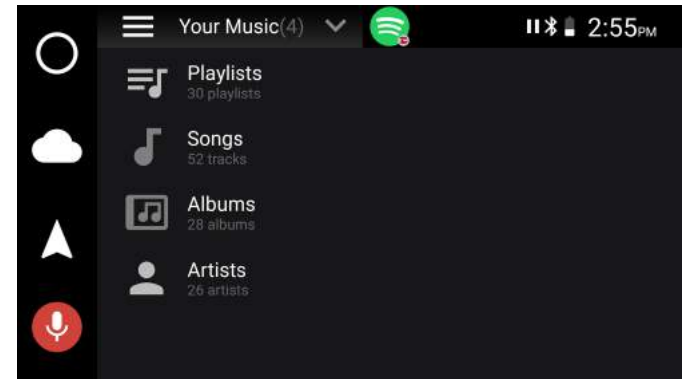 Your Music(4)
2:55PM
Playlists
30 playlists
Songs
52 tracks
Albums
28 albums
Artists
26 artists